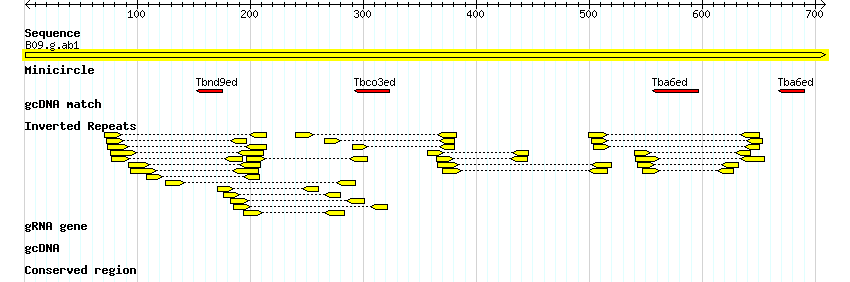 100 200 300 400 500 600 700
Sequence
B09.g.ab1
Minicircle
Tbnd9ed Tbco3ed Tba6ed Tba6ed
gcDNA match
Inverted Repeats
gRNA gene
gcDNA
Conserved region